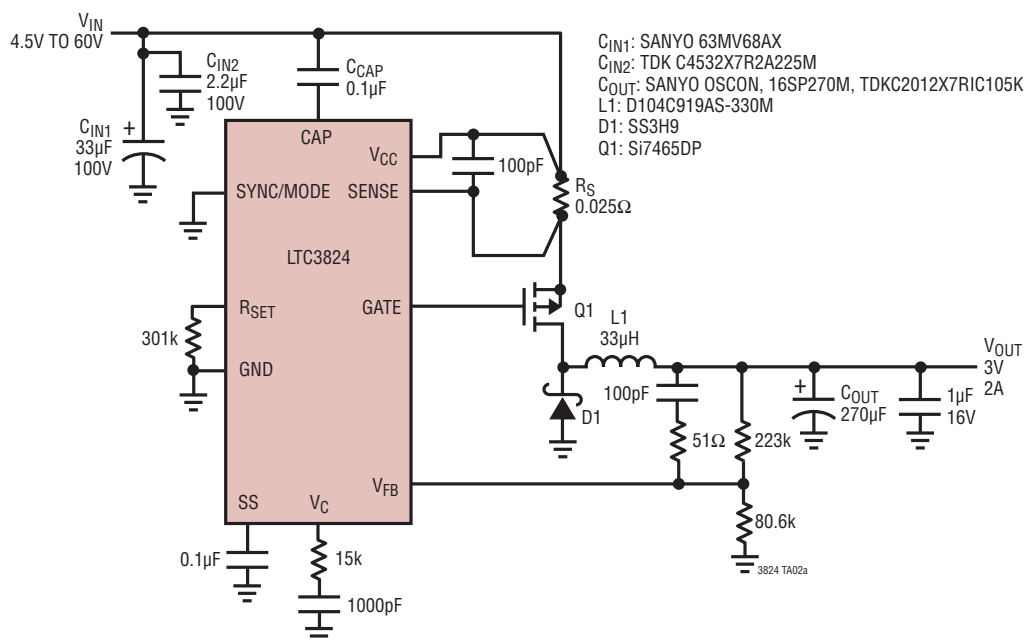 VIN
4.5V TO 60V
CIN2
2.2µF
100V
CIN1
33µF
100V
+
CCAP
0.1µF
CIN1: SANYO 63MV68AX
CIN2: TDK C4532X7R2A225M
COUT: SANYO OSCON, 16SP270M, TDKC2012X7RIC105K
L1: D104C919AS-330M
D1: SS3H9
Q1: Si7465DP
CAP
VCC
SYNC/MODE
SENSE
LTC3824
RSET
GATE
GND
VFB
SS
VC
100pF
RS
0.025Ω
301k
Q1
L1
33µH
D1
100pF
51Ω
223k
80.6k
+
COUT
270µF
1µF
16V
VOUT
3V
2A
0.1µF
15k
1000pF
3824 TA02a